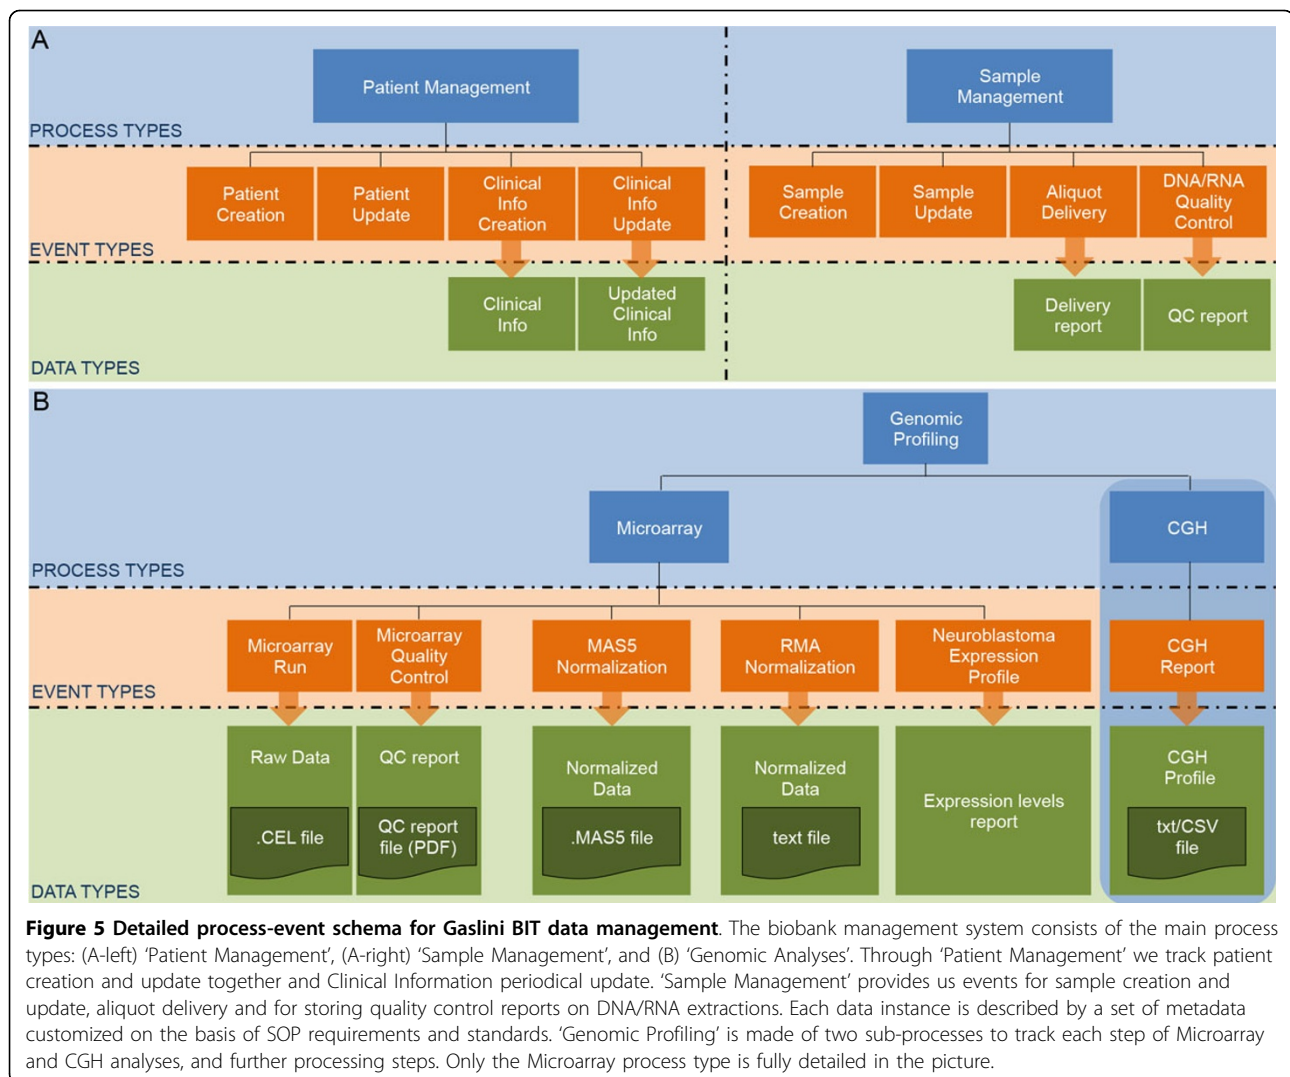 A
Patient Management
Sample
Management
PROCESS TYPES
Patient
Creation
Patient
Update
Clinical
Info
Creation
Clinical
Info
Update
Sample
Creation
Sample
Update
Aliquot
Delivery
DNA/RNA
Quality
Control
EVENT TYPES
Clinical
Info
Updated
Clinical
Info
Delivery
report
QC report
DATA TYPES
B
Genomic
Profiling
Microarray
CGH
PROCESS TYPES
Microarray
Run
Microarray
Quality
Control
MAS5
Normalization
RMA
Normalization
Neuroblastoma
Expression
Profile
CGH
Report
EVENT TYPES
Raw Data
.CEL file
QC report
QC report
file (PDF)
Normalized
Data
.MAS5 file
Normalized
Data
text file
Expression levels
report
CGH
Profile
txt/CSV
file
DATA TYPES
Figure 5 Detailed process-event schema for Gaslini BIT data management. The biobank management system consists of the main process
types: (A-left) ‘Patient Management’, (A-right) ‘Sample Management’, and (B) ‘Genomic Analyses’. Through ‘Patient Management’ we track patient
creation and update together and Clinical Information periodical update. ‘Sample Management’ provides us events for sample creation and
update, aliquot delivery and for storing quality control reports on DNA/RNA extractions. Each data instance is described by a set of metadata
customized on the basis of SOP requirements and standards. ‘Genomic Profiling’ is made of two sub-processes to track each step of Microarray
and CGH analyses, and further processing steps. Only the Microarray process type is fully detailed in the picture.